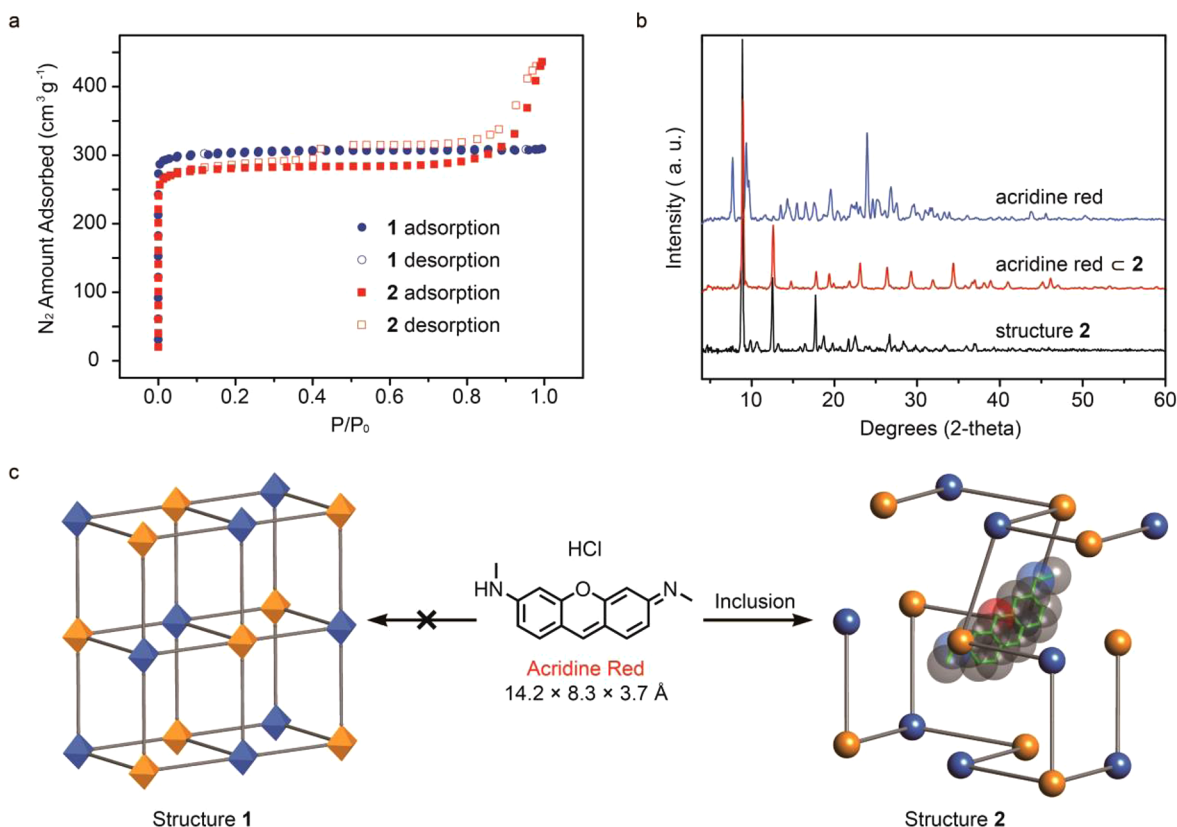 a
N₂ Amount Adsorbed (cm³ g⁻¹)
400
300
200
100
0
0.0 0.2 0.4 0.6 0.8 1.0
P/P₀
1 adsorption
1 desorption
2 adsorption
2 desorption
b
Intensity ( a. u. )
acridine red
acridine red ⊂ 2
structure 2
10 20 30 40 50 60
Degrees (2-theta)
c
HCl
HN
O
N
Inclusion
Acridine Red
14.2 × 8.3 × 3.7 Å
Structure 1
Structure 2